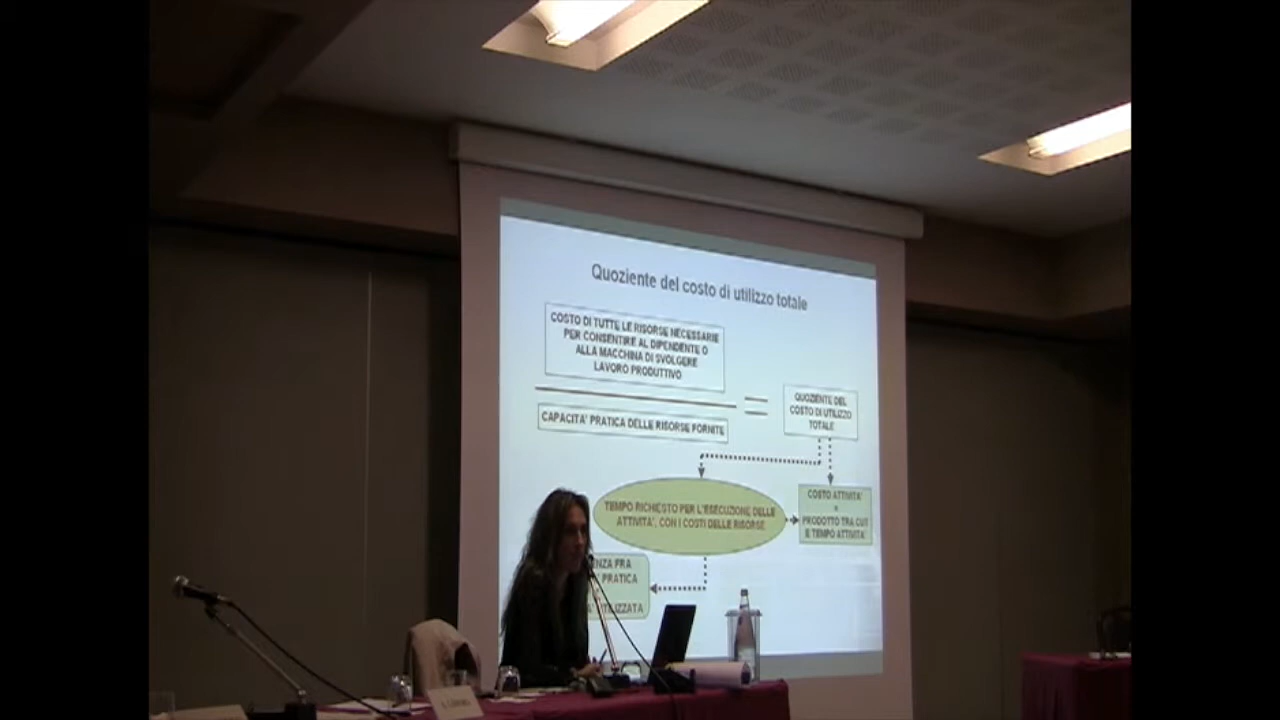 Quoziente del costo di utilizzo totale
COSTO DI TUTTE LE RISORSE NECESSARIE
PER CONSENTIRE AL DIPENDENTE O
ALLA MACCHINA DI SVOLGERE
LAVORO PRODUTTIVO
CAPACITA' PRATICA DELLE RISORSE FORNITE
=
QUOZIENTE DEL
COSTO DI UTILIZZO
TOTALE
TEMPO RICHIESTO PER L'ESECUZIONE DELLE
ATTIVITA', CON I COSTI DELLE RISORSE
COSTO ATTIVITA'
PRODOTTO TRA CUT
E TEMPO ATTIVITA'
ENZA FRA
PRATICA
UTILIZZATA